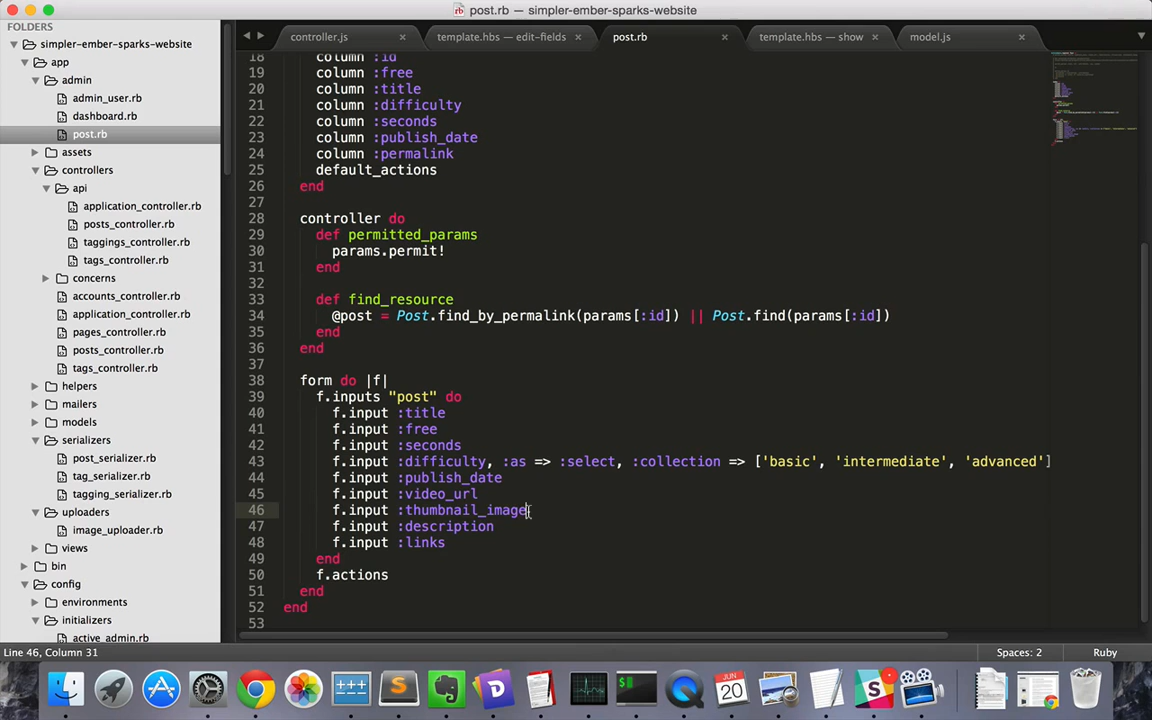 post.rb — simpler-ember-sparks-website
FOLDERS
simpler-ember-sparks-website
app
admin
admin_user.rb
dashboard.rb
post.rb
assets
controllers
api
application_controller.rb
posts_controller.rb
taggings_controller.rb
tags_controller.rb
concerns
accounts_controller.rb
application_controller.rb
pages_controller.rb
posts_controller.rb
tags_controller.rb
helpers
mailers
models
serializers
post_serializer.rb
tag_serializer.rb
tagging_serializer.rb
uploaders
image_uploader.rb
views
bin
config
environments
initializers
active_admin.rb
controller.js
template.hbs — edit-fields
post.rb
template.hbs — show
model.js
18 column :id
19 column :free
20 column :title
21 column :difficulty
22 column :seconds
23 column :publish_date
24 column :permalink
25 default_actions
26 end
27
28 controller do
29 def permitted_params
30 params.permit!
31 end
32
33 def find_resource
34 @post = Post.find_by_permalink(params[:id]) || Post.find(params[:id])
35 end
36 end
37
38 form do |f|
39 f.inputs "post" do
40 f.input :title
41 f.input :free
42 f.input :seconds
43 f.input :difficulty, :as => :select, :collection => ['basic', 'intermediate', 'advanced']
44 f.input :publish_date
45 f.input :video_url
46 f.input :thumbnail_image
47 f.input :description
48 f.input :links
49 end
50 f.actions
51 end
52 end
53
Line 46, Column 31
Spaces: 2
Ruby
JUN
20